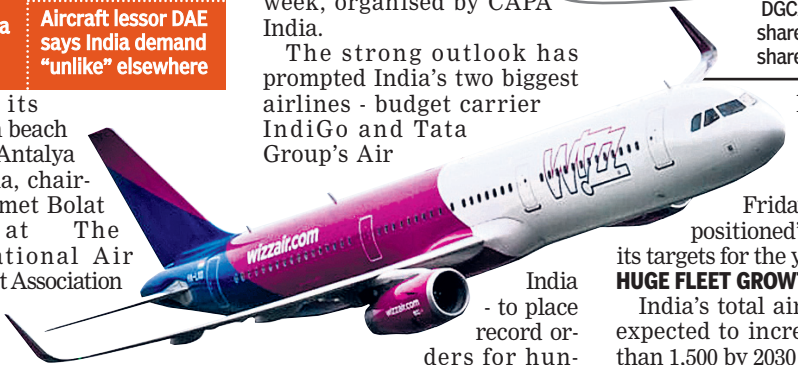 a
Aircraft lessor DAE
says India demand
“unlike” elsewhere
its
beach
Antalya
chair-
met Bolat
at The
ational Air
t Association
week, organised by CAPA
India.
The strong outlook has
prompted India’s two biggest
airlines - budget carrier
IndiGo and Tata
Group’s Air
India
- to place
record or-
ders for hun-
wizzair.com
Wizz
wizzair.com
DGC
share
share
Frida
positioned’
its targets for the y
HUGE FLEET GROW
India’s total air
expected to incre
than 1,500 by 2030